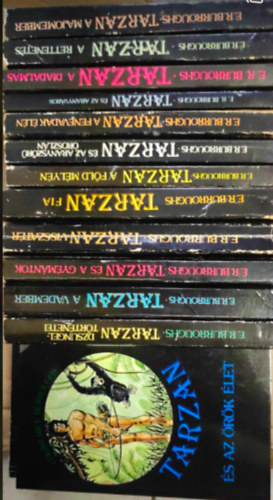 E.R. BURROUGHS · TARZAN A MAJOMEMBER
E.R. BURROUGHS · TARZAN A RETTENETES
E.R. BURROUGHS · TARZAN A DIADALMAS
E.R. BURROUGHS · TARZAN ÉS AZ ARANYVÁROS
E.R. BURROUGHS · TARZAN A FENEVADAK ÉLÉN
E.R. BURROUGHS · TARZAN ÉS AZ ARANYSZŐRŰ OROSZLÁN
E.R. BURROUGHS · TARZAN A FÖLD MÉLYÉN
E.R. BURROUGHS · TARZAN FIA
E.R. BURROUGHS · TARZAN VISSZATÉR
E.R. BURROUGHS · TARZAN ÉS A GYÉMÁNTOK
E.R. BURROUGHS · TARZAN A VADEMBER
E.R. BURROUGHS · TARZAN DZSUNGEL-TÖRTÉNETEI
TARZAN
ÉS AZ ÖRÖK ÉLET